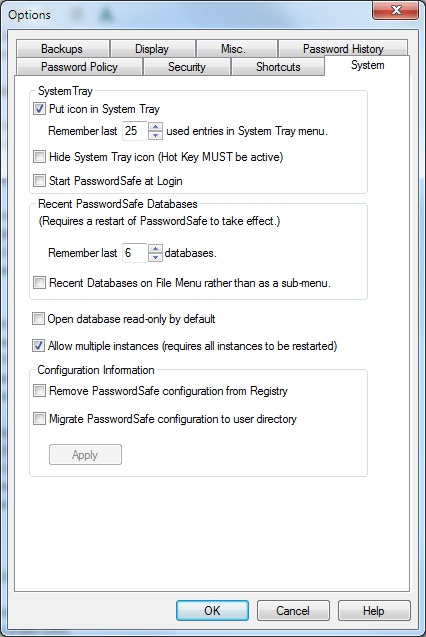 Options
Backups
Display
Misc.
Password History
Password Policy
Security
Shortcuts
System
SystemTray
Put icon in System Tray
Remember last 25 used entries in System Tray menu.
Hide System Tray icon (Hot Key MUST be active)
Start PasswordSafe at Login
Recent PasswordSafe Databases
(Requires a restart of PasswordSafe to take effect.)
Remember last 6 databases.
Recent Databases on File Menu rather than as a sub-menu.
Open database read-only by default
Allow multiple instances (requires all instances to be restarted)
Configuration Information
Remove PasswordSafe configuration from Registry
Migrate PasswordSafe configuration to user directory
Apply
OK
Cancel
Help